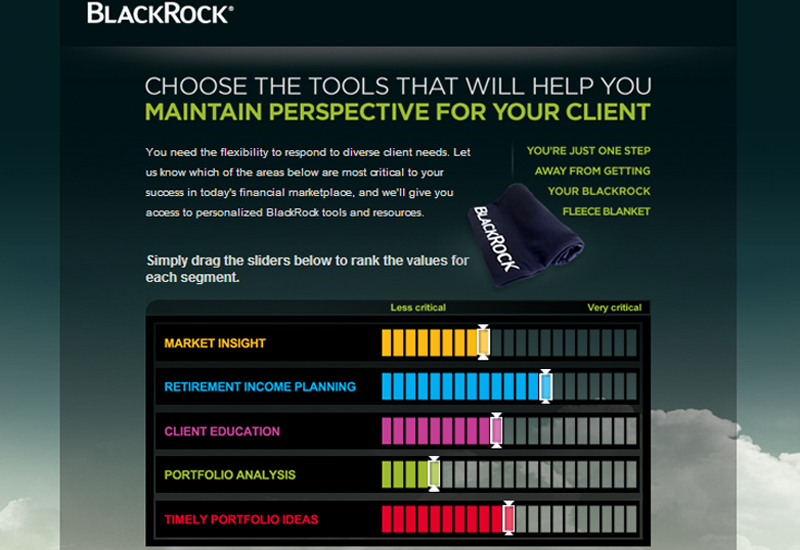 BLACKROCK®
CHOOSE THE TOOLS THAT WILL HELP YOU
MAINTAIN PERSPECTIVE FOR YOUR CLIENT
You need the flexibility to respond to diverse client needs. Let
us know which of the areas below are most critical to your
success in today's financial marketplace, and we'll give you
access to personalized BlackRock tools and resources.
YOU'RE JUST ONE STEP
AWAY FROM GETTING
YOUR BLACKROCK
FLEECE BLANKET
BLACKROCK
Simply drag the sliders below to rank the values for
each segment.
Less critical
Very critical
MARKET INSIGHT
RETIREMENT INCOME PLANNING
CLIENT EDUCATION
PORTFOLIO ANALYSIS
TIMELY PORTFOLIO IDEAS